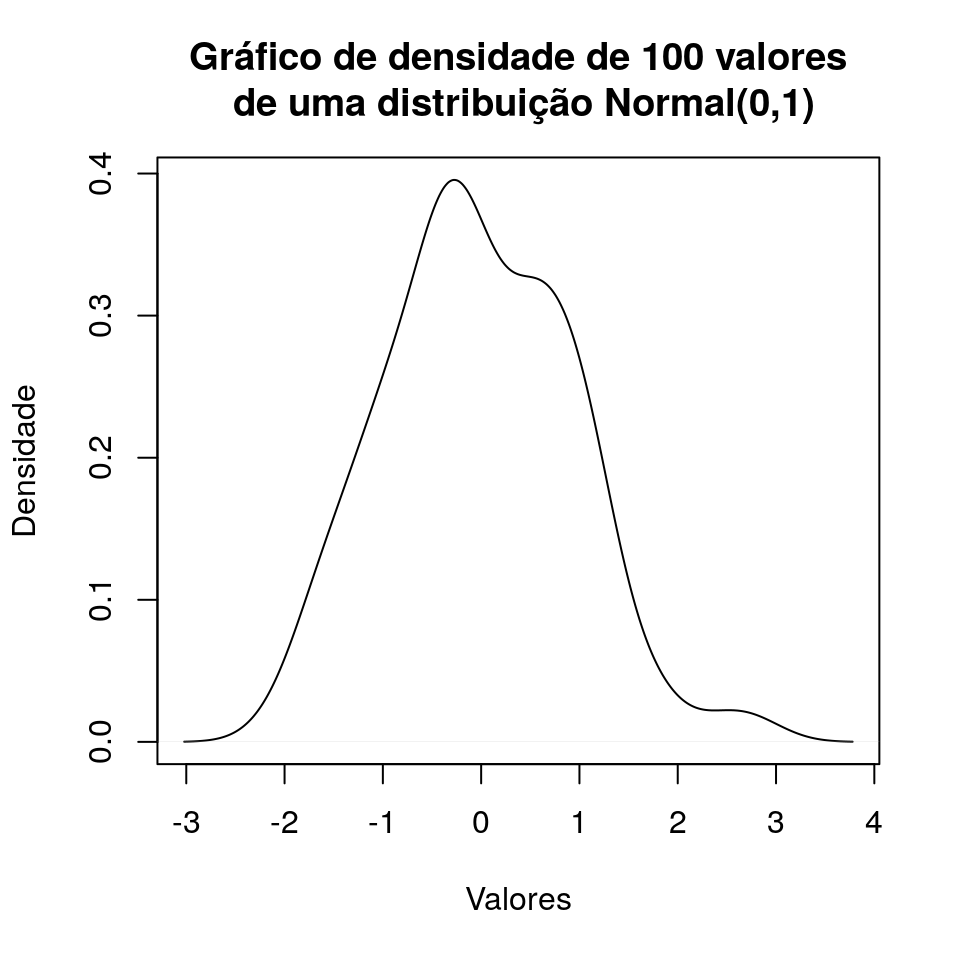 Gráfico de densidade de 100 valores
de uma distribuição Normal(0,1)
Densidade
0.4
0.3
0.2
0.1
0.0
-3 -2 -1 0 1 2 3 4
Valores